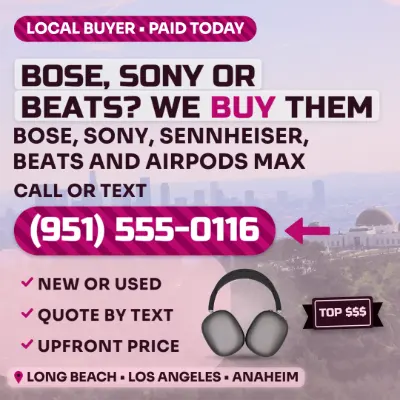 LOCAL BUYER ▪ PAID TODAY
BOSE, SONY OR
BEATS? WE BUY THEM
BOSE, SONY, SENNHEISER,
BEATS AND AIRPODS MAX
CALL OR TEXT
(951) 555-0116
NEW OR USED
QUOTE BY TEXT
UPFRONT PRICE
TOP $$$
LONG BEACH ▪ LOS ANGELES ▪ ANAHEIM